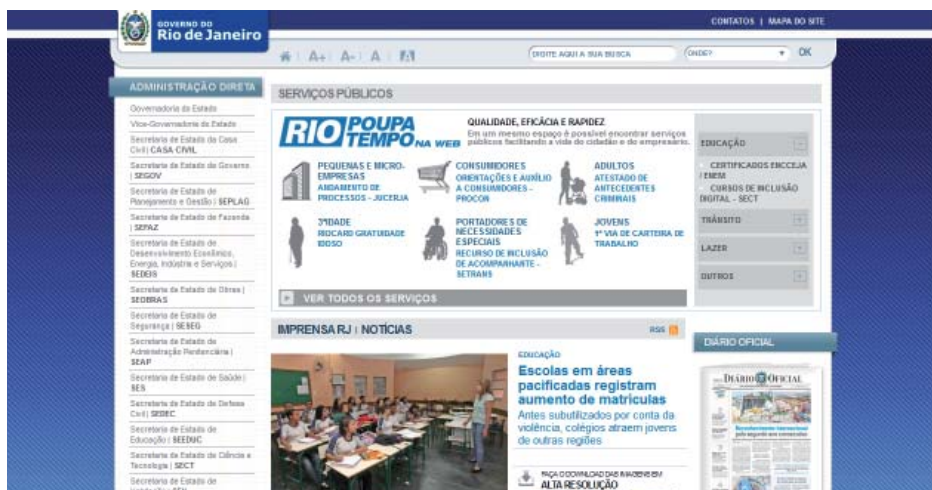 GOVERNO DO
Rio de Janeiro
CONTATOS | MAPA DO SITE
A+ | A- | A
DIGITE AQUI A SUA BUSCA
ONDE?
OK
ADMINISTRAÇÃO DIRETA
Governadoria do Estado
Vice-Governadoria do Estado
Secretaria de Estado da Casa
Civil | CASA CIVIL
Secretaria de Estado de Governo
| SEGOV
Secretaria de Estado de
Planejamento e Gestão | SEPLAG
Secretaria de Estado de Fazenda
| SEFAZ
Secretaria de Estado de
Desenvolvimento Econômico,
Energia, Indústria e Serviços |
SEDEIS
Secretaria de Estado de Obras |
SEOBRAS
Secretaria de Estado de
Segurança | SESEG
Secretaria de Estado de
Administração Penitenciária |
SEAP
Secretaria de Estado de Saúde |
SES
Secretaria de Estado de Defesa
Civil | SEDEC
Secretaria de Estado de
Educação | SEEDUC
Secretaria de Estado de Ciência e
Tecnologia | SECT
Secretaria de Estado de
SERVIÇOS PÚBLICOS
RIO POUPA
TEMPO NA WEB
QUALIDADE, EFICÁCIA E RAPIDEZ
Em um mesmo espaço é possível encontrar serviços
públicos facilitando a vida do cidadão e do empresário.
PEQUENAS E MICRO-
EMPRESAS
ANDAMENTO DE
PROCESSOS - JUCERJA
CONSUMIDORES
ORIENTAÇÕES E AUXÍLIO
A CONSUMIDORES -
PROCON
ADULTOS
ATESTADO DE
ANTECEDENTES
CRIMINAIS
3ªIDADE
RIOCARD GRATUIDADE
IDOSO
PORTADORES DE
NECESSIDADES
ESPECIAIS
RECURSO DE INCLUSÃO
DE ACOMPANHANTE -
SETRANS
JOVENS
1ª VIA DE CARTEIRA DE
TRABALHO
VER TODOS OS SERVIÇOS
EDUCAÇÃO
CERTIFICADOS ENCCEJA
/ ENEM
CURSOS DE INCLUSÃO
DIGITAL - SECT
TRÂNSITO
LAZER
OUTROS
IMPRENSA RJ | NOTÍCIAS
RSS
EDUCAÇÃO
Escolas em áreas
pacificadas registram
aumento de matrículas
Antes subutilizados por conta da
violência, colégios atraem jovens
de outras regiões
FAÇA O DOWNLOAD DAS IMAGENS EM
ALTA RESOLUÇÃO
DIÁRIO OFICIAL
DIÁRIO OFICIAL